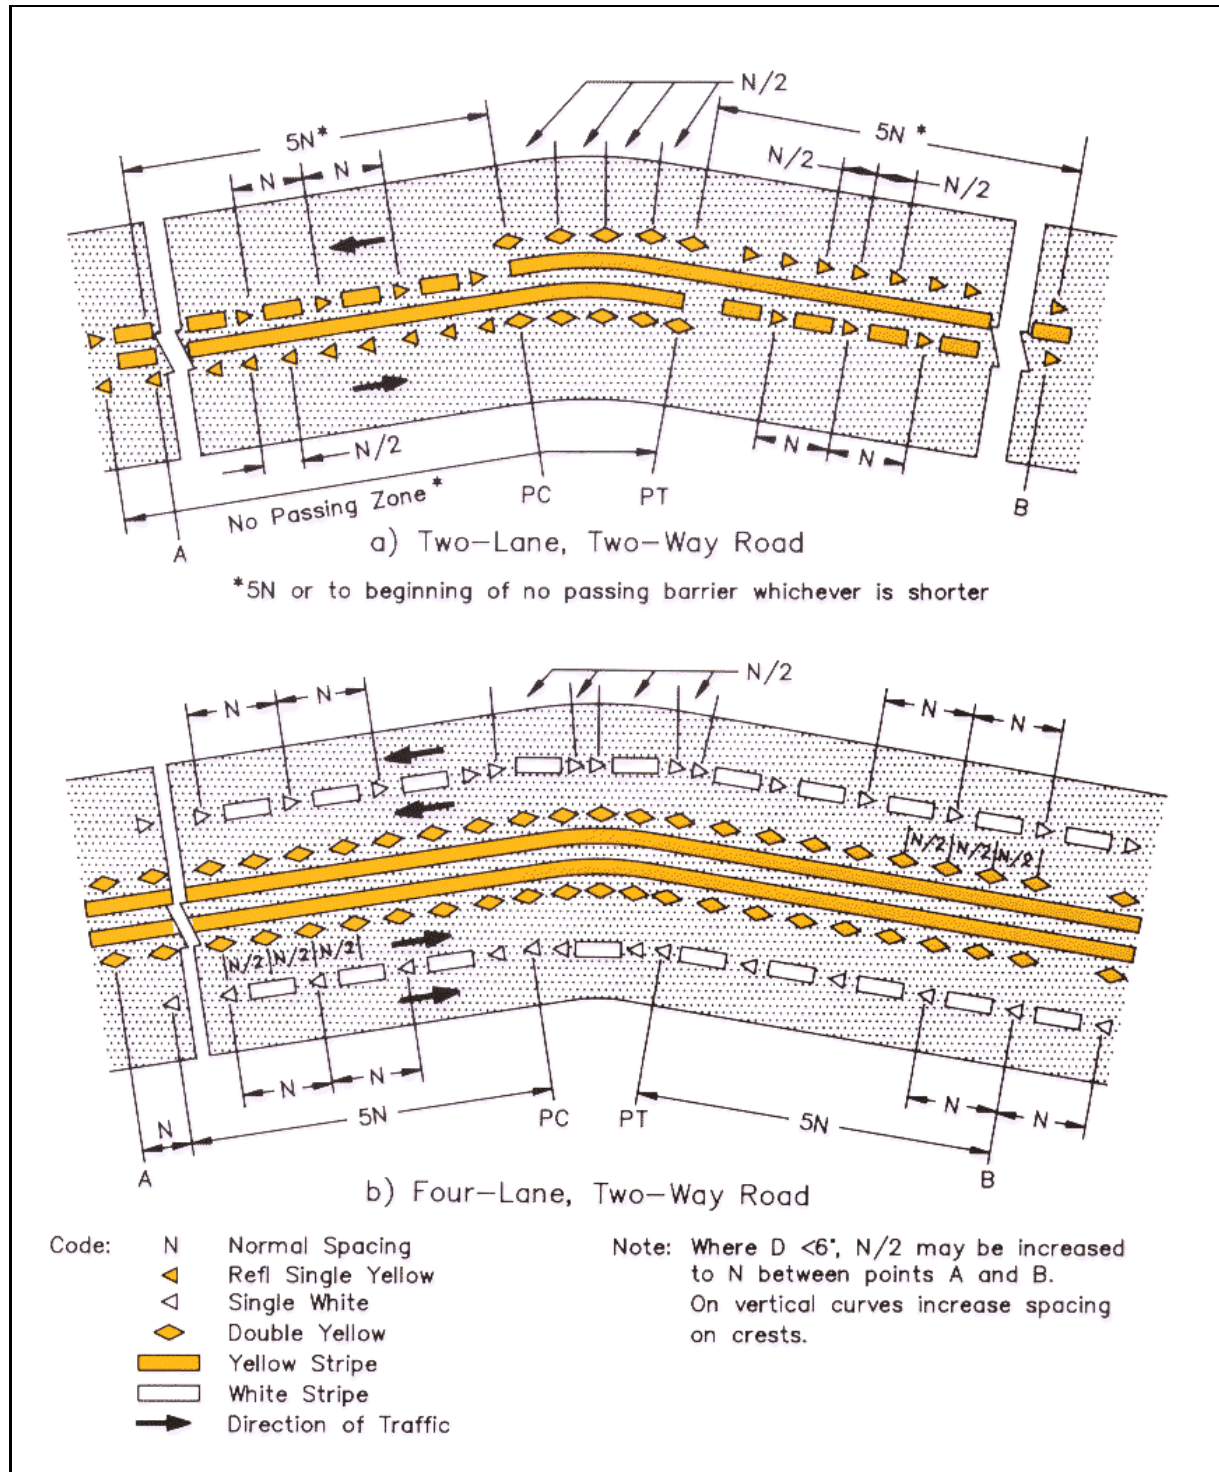 N/2
5N*
5N*
N
N
N/2
N/2
N/2
N
N
No Passing Zone*
PC
PT
A
B
a) Two-Lane, Two-Way Road
*5N or to beginning of no passing barrier whichever is shorter
N/2
N
N
N
N
N/2
N/2
N/2
N/2
N/2
N/2
N
N
N
N
N
5N
PC
PT
5N
A
B
b) Four-Lane, Two-Way Road
Code:
N Normal Spacing
Refl Single Yellow
Single White
Double Yellow
Yellow Stripe
White Stripe
Direction of Traffic
Note: Where D <6°, N/2 may be increased
to N between points A and B.
On vertical curves increase spacing
on crests.